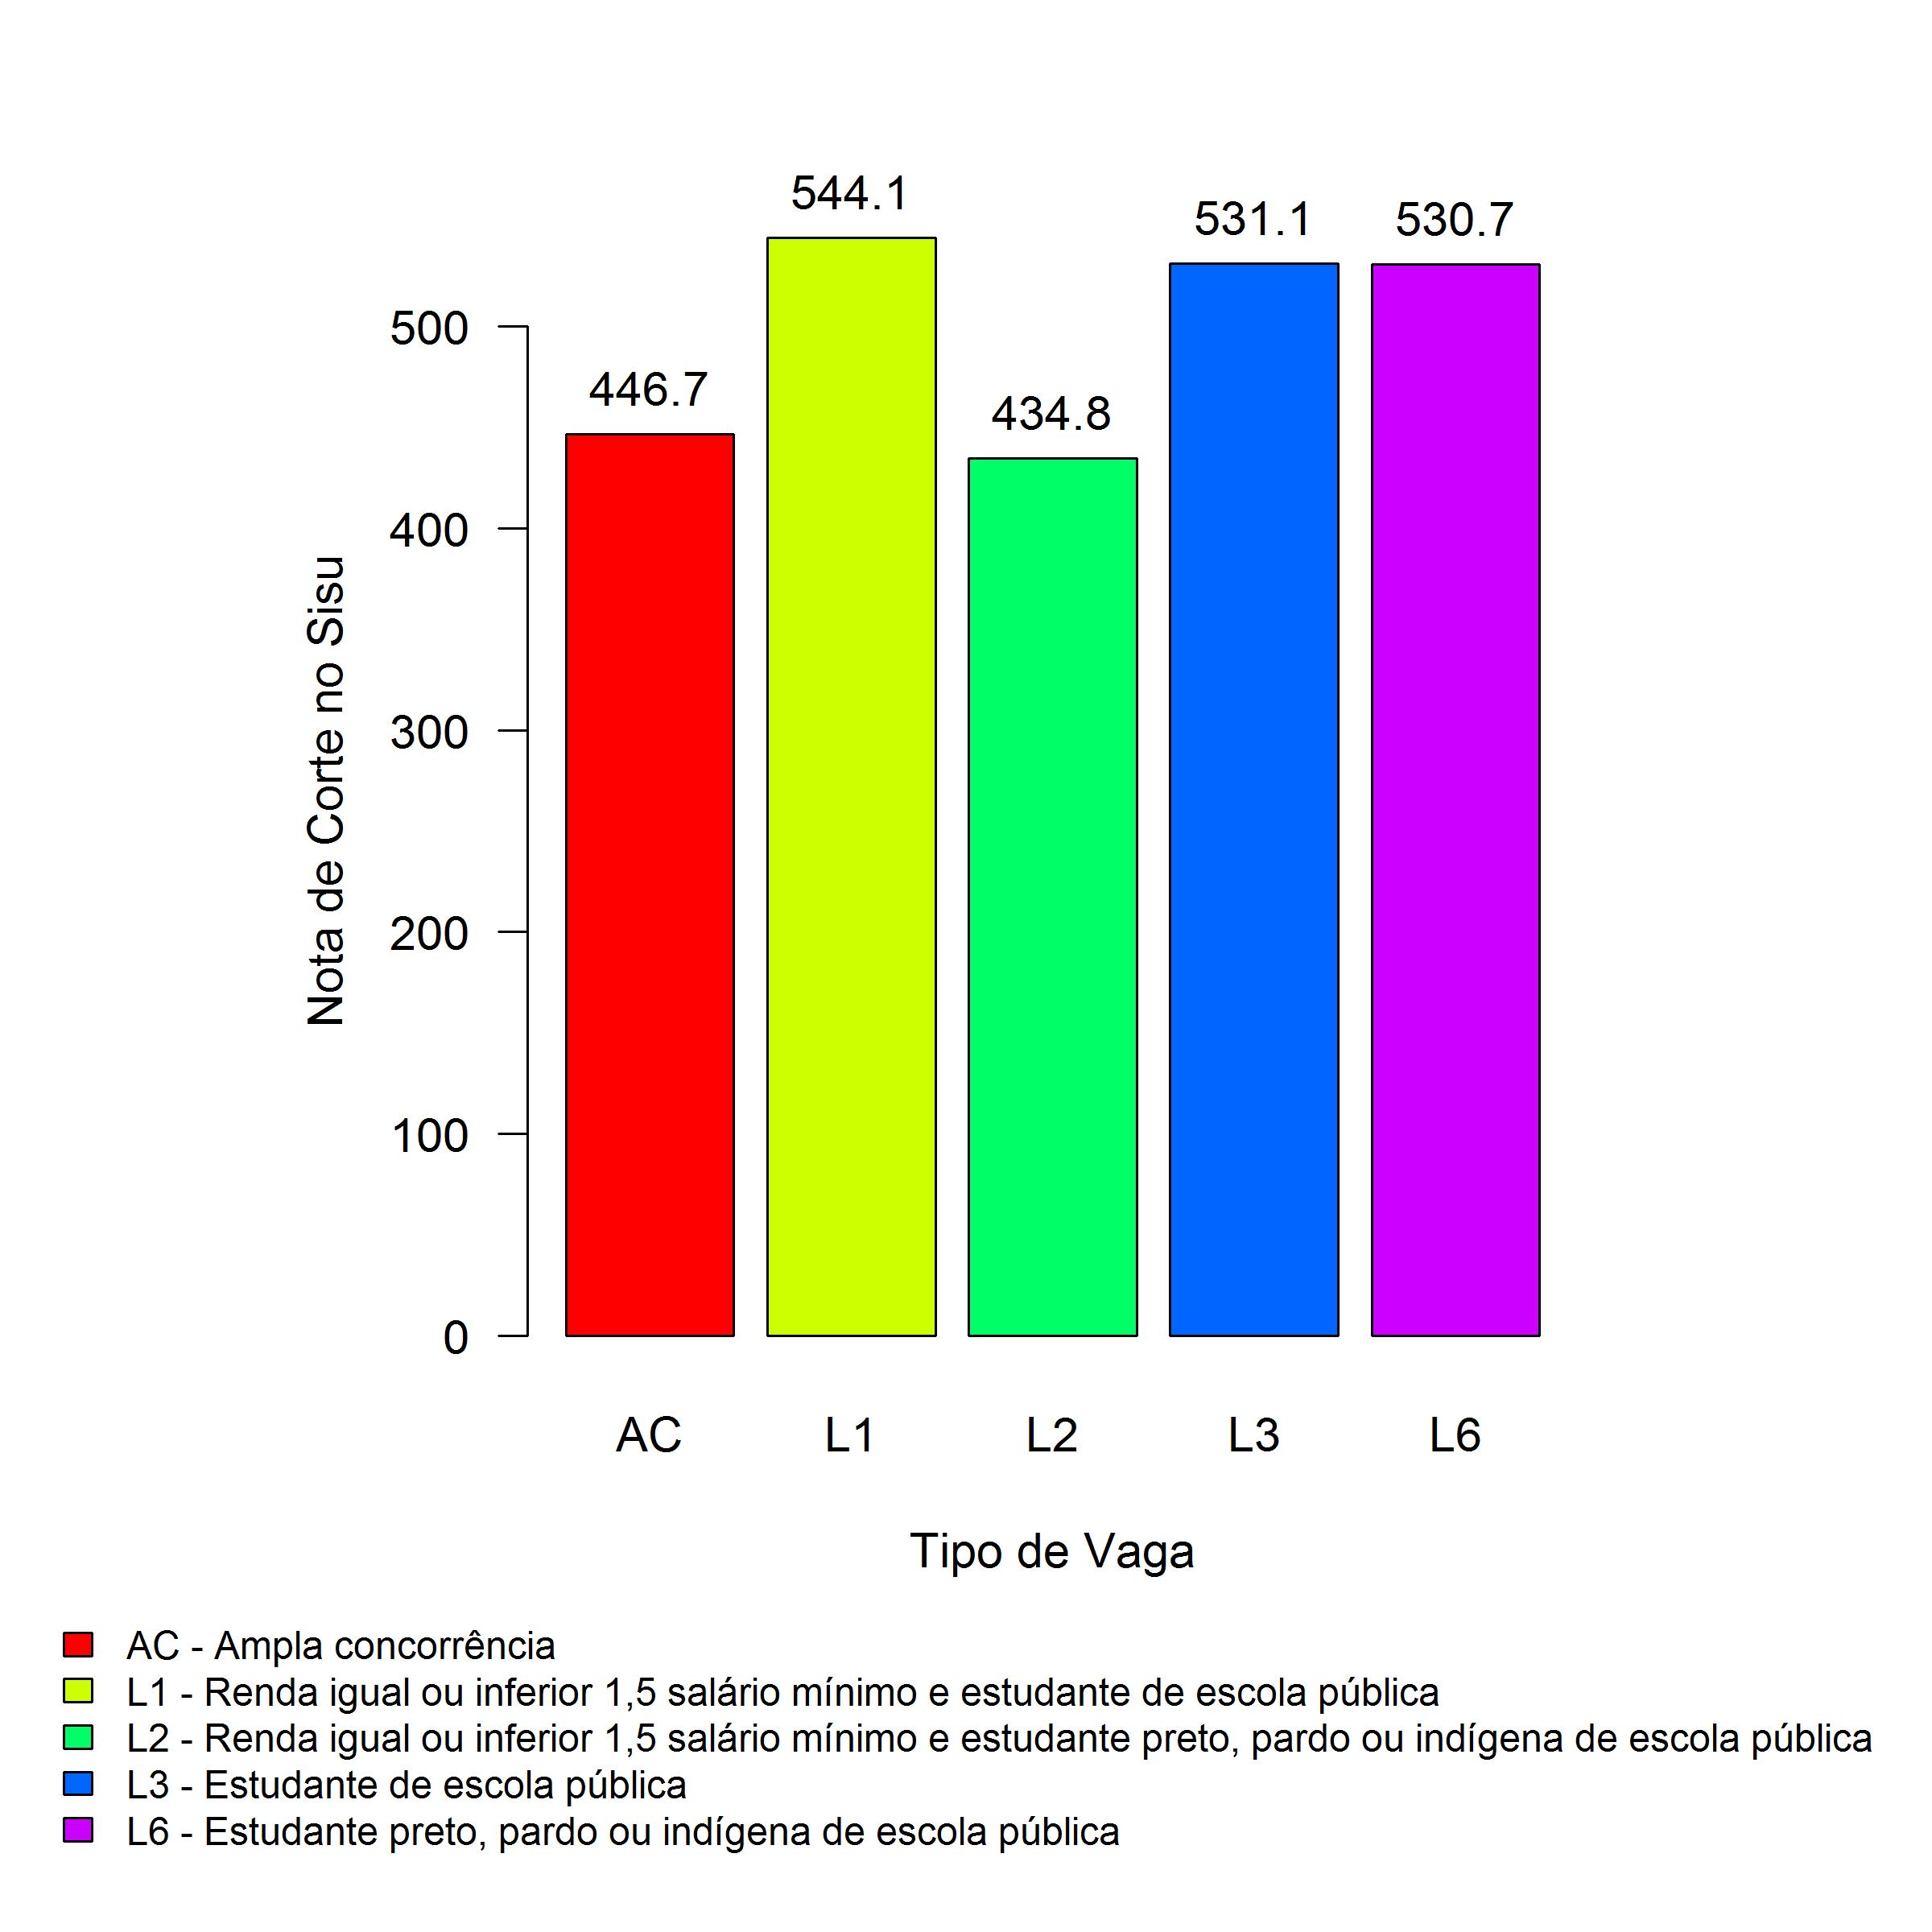 544.1
531.1
530.7
446.7
434.8
500
400
300
200
100
0
Nota de Corte no Sisu
AC
L1
L2
L3
L6
Tipo de Vaga
AC - Ampla concorrência
L1 - Renda igual ou inferior 1,5 salário mínimo e estudante de escola pública
L2 - Renda igual ou inferior 1,5 salário mínimo e estudante preto, pardo ou indígena de escola pública
L3 - Estudante de escola pública
L6 - Estudante preto, pardo ou indígena de escola pública